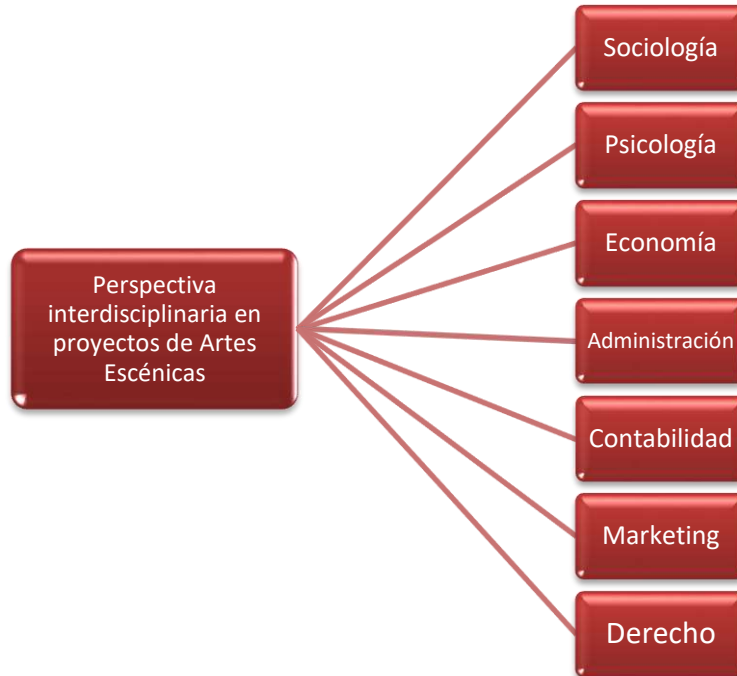 Sociología
Psicología
Economía
Perspectiva
interdisciplinaria en
proyectos de Artes
Escénicas
Administración
Contabilidad
Marketing
Derecho